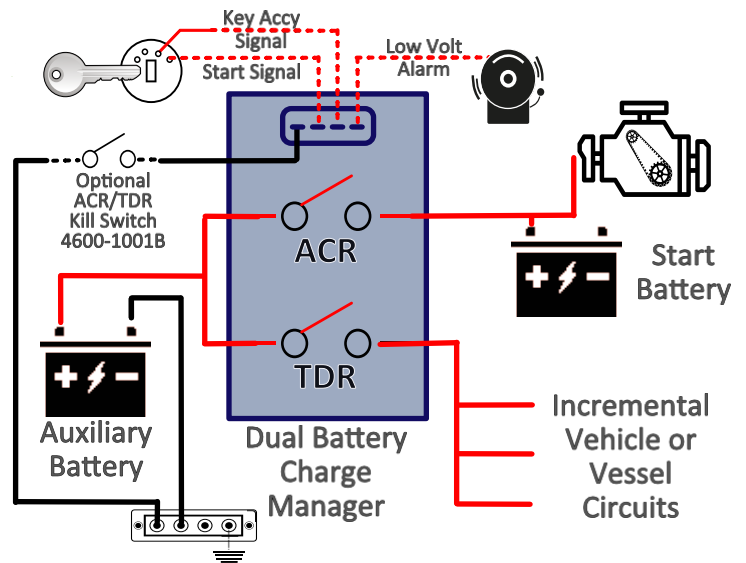 Key Accy
Signal
Start Signal
Low Volt
Alarm
Optional
ACR/TDR
Kill Switch
4600-1001B
ACR
Start
Battery
TDR
Auxiliary
Battery
Dual Battery
Charge
Manager
Incremental
Vehicle or
Vessel
Circuits